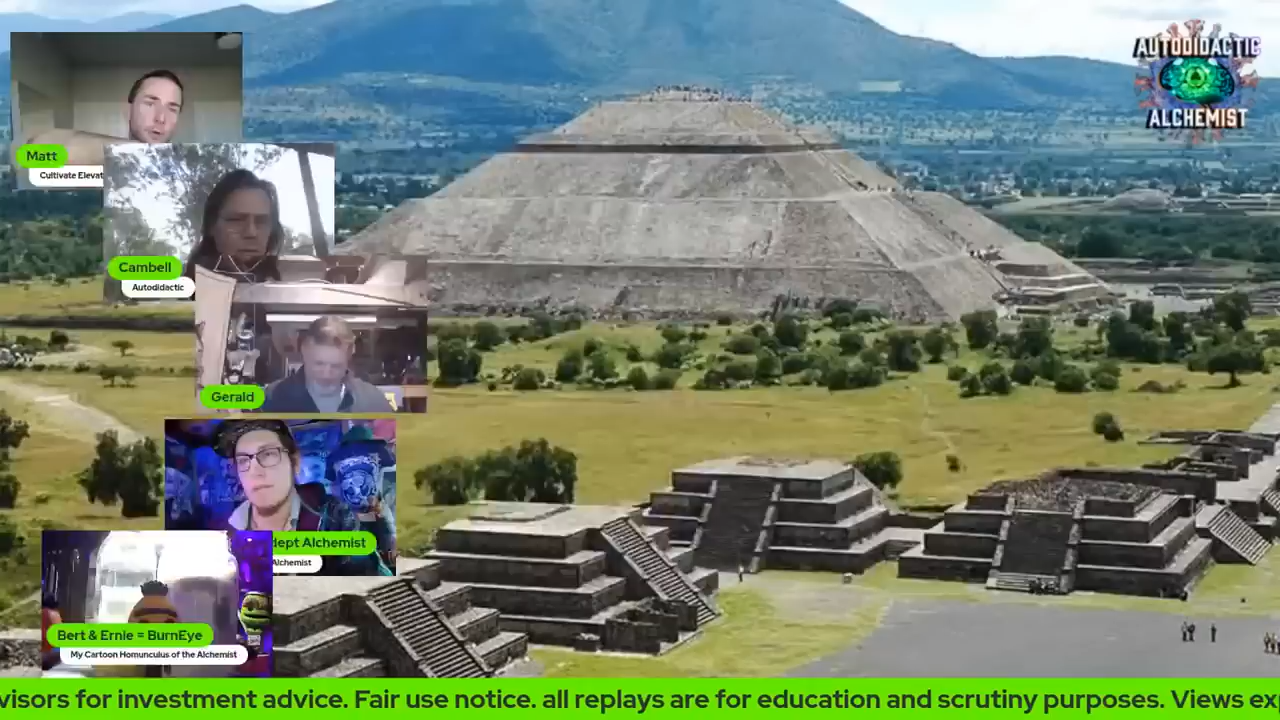 AUTODIDACTIC
ALCHEMIST
Matt
Cultivate Elevat
Cambell
Autodidactic
Gerald
dept Alchemist
Alchemist
Bert & Ernie = BurnEye
My Cartoon Homunculus of the Alchemist
visors for investment advice. Fair use notice. all replays are for education and scrutiny purposes. Views exp